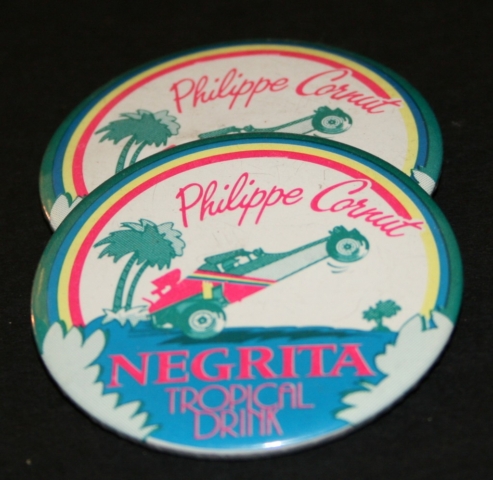 Philippe Cornut
Philippe Cornut
NEGRITA
TROPICAL
DRINK